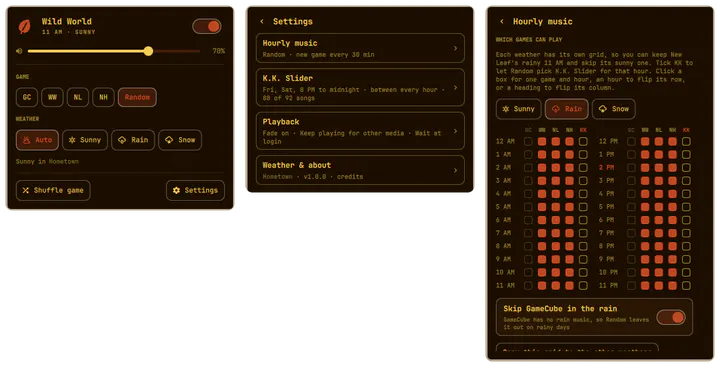 Wild World
11 AM · SUNNY
70%
GAME
GC
WW
NL
NH
Random
WEATHER
Auto
Sunny
Rain
Snow
Sunny in Hometown
Shuffle game
Settings
‹ Settings
Hourly music
Random · new game every 30 min
K.K. Slider
Fri, Sat, 8 PM to midnight · between every hour ·
88 of 92 songs
Playback
Fade on · Keep playing for other media · Wait at
login
Weather & about
Hometown · v1.0.0 · credits
‹ Hourly music
WHICH GAMES CAN PLAY
Each weather has its own grid, so you can keep New
Leaf's rainy 11 AM and skip its sunny one. Tick KK to
let Random pick K.K. Slider for that hour. Click a
box for one game and hour, an hour to flip its row,
or a heading to flip its column.
Sunny
Rain
Snow
GC WW NL NH KK
GC WW NL NH KK
12 AM
12 PM
1 AM
1 PM
2 AM
2 PM
3 AM
3 PM
4 AM
4 PM
5 AM
5 PM
6 AM
6 PM
7 AM
7 PM
8 AM
8 PM
9 AM
9 PM
10 AM
10 PM
11 AM
11 PM
Skip GameCube in the rain
GameCube has no rain music, so Random leaves
it out on rainy days